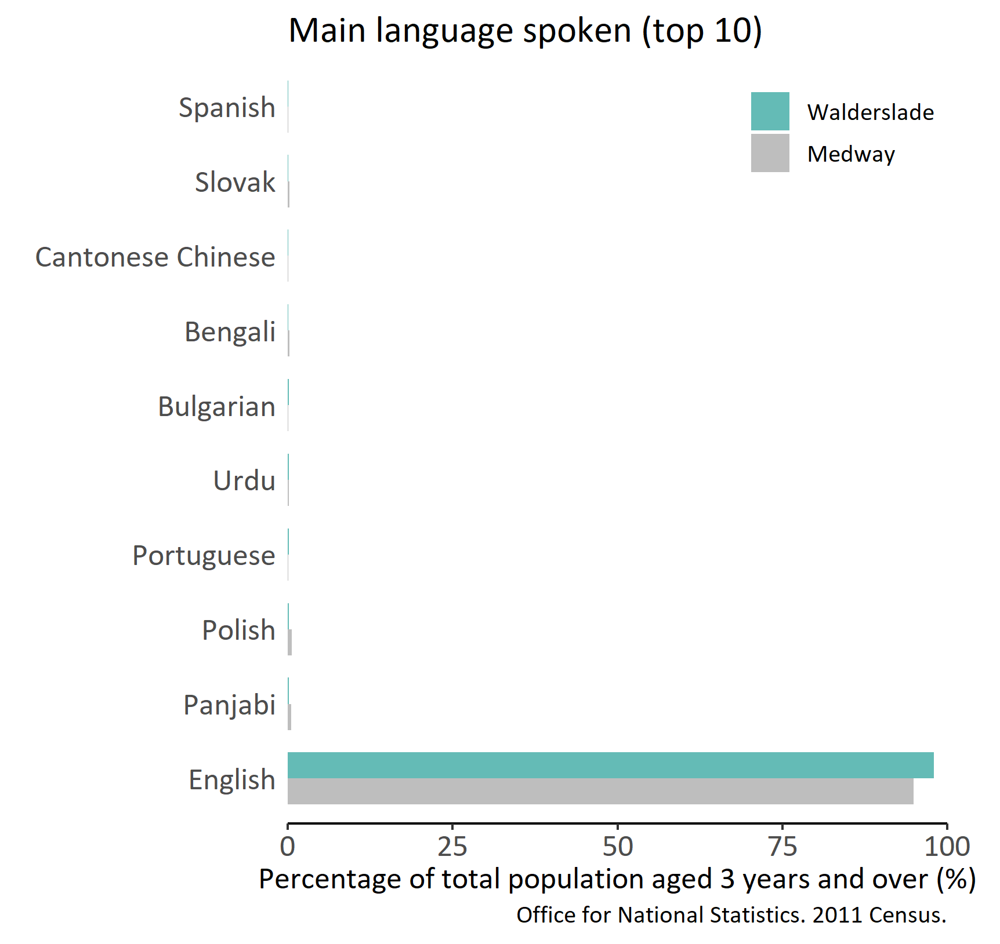 Main language spoken (top 10)
Walderslade
Medway
Spanish
Slovak
Cantonese Chinese
Bengali
Bulgarian
Urdu
Portuguese
Polish
Panjabi
English
0 25 50 75 100
Percentage of total population aged 3 years and over (%)
Office for National Statistics. 2011 Census.